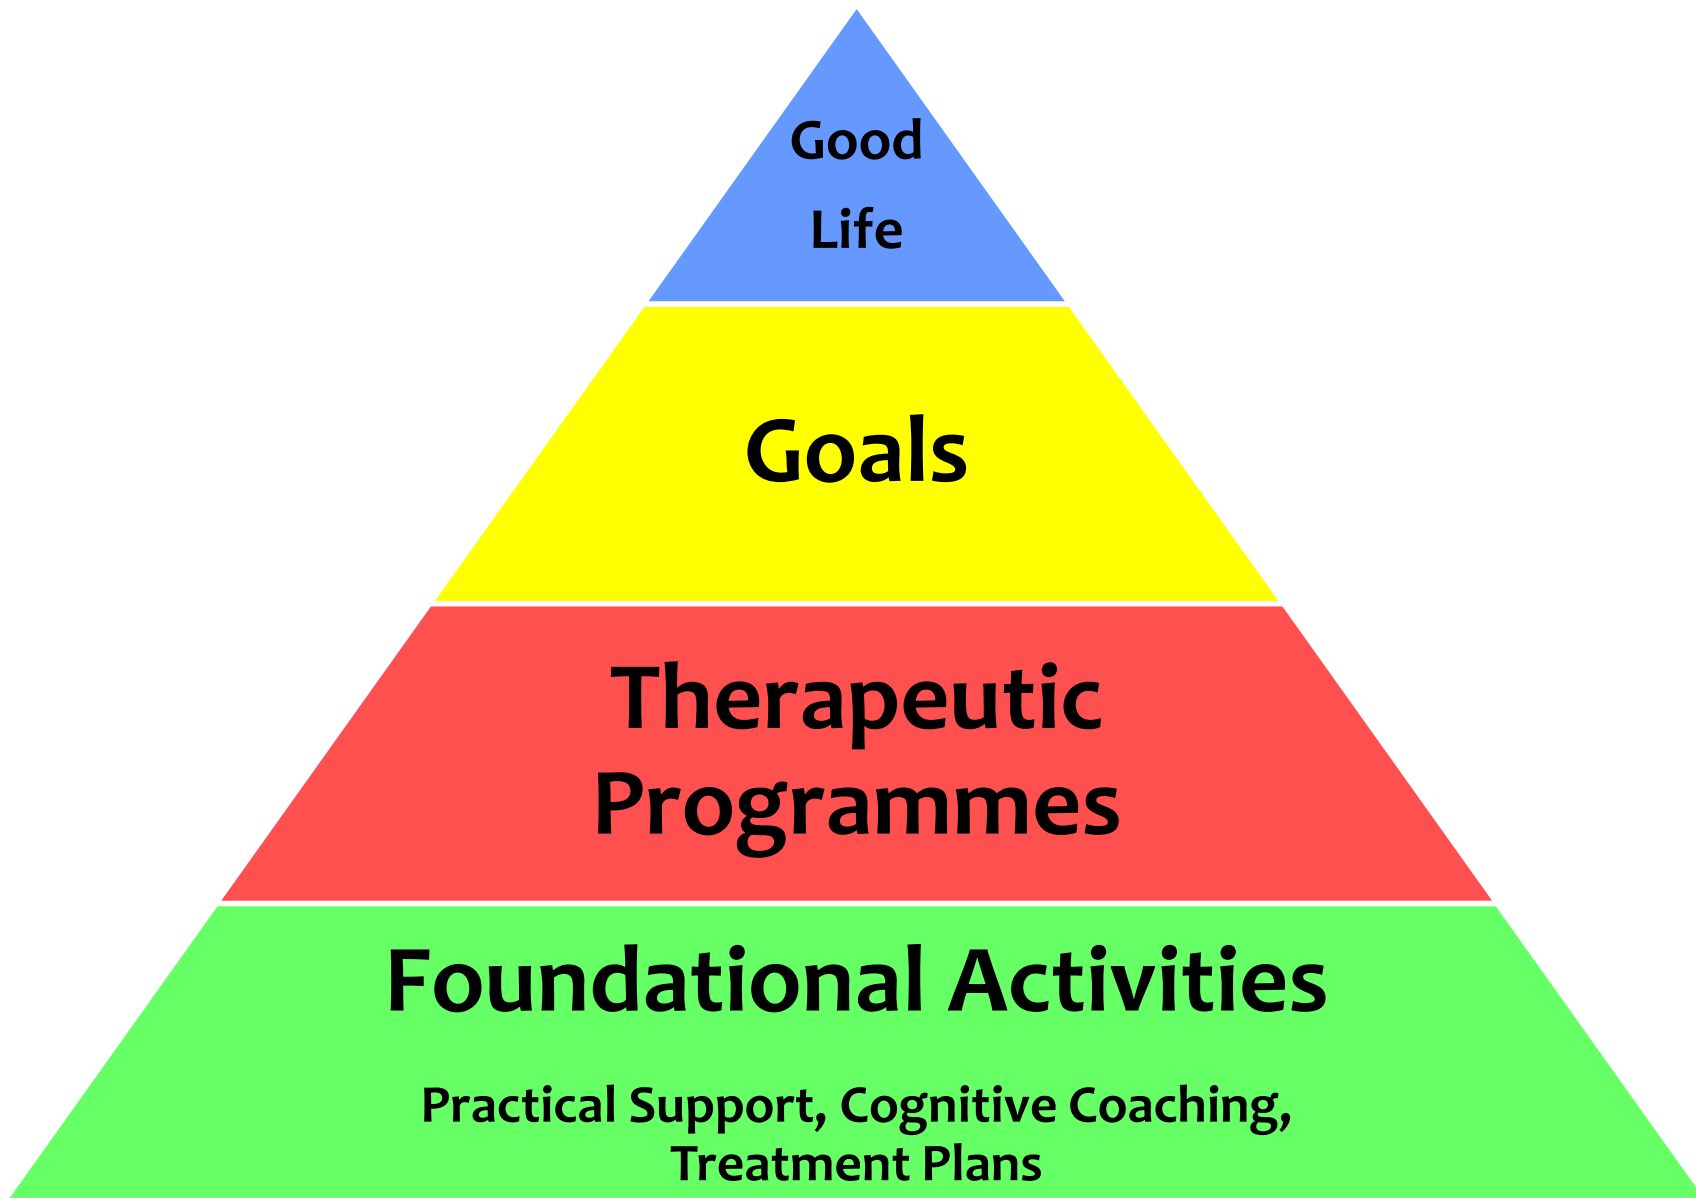 Good
Life
Goals
Therapeutic
Programmes
Foundational Activities
Practical Support, Cognitive Coaching,
Treatment Plans